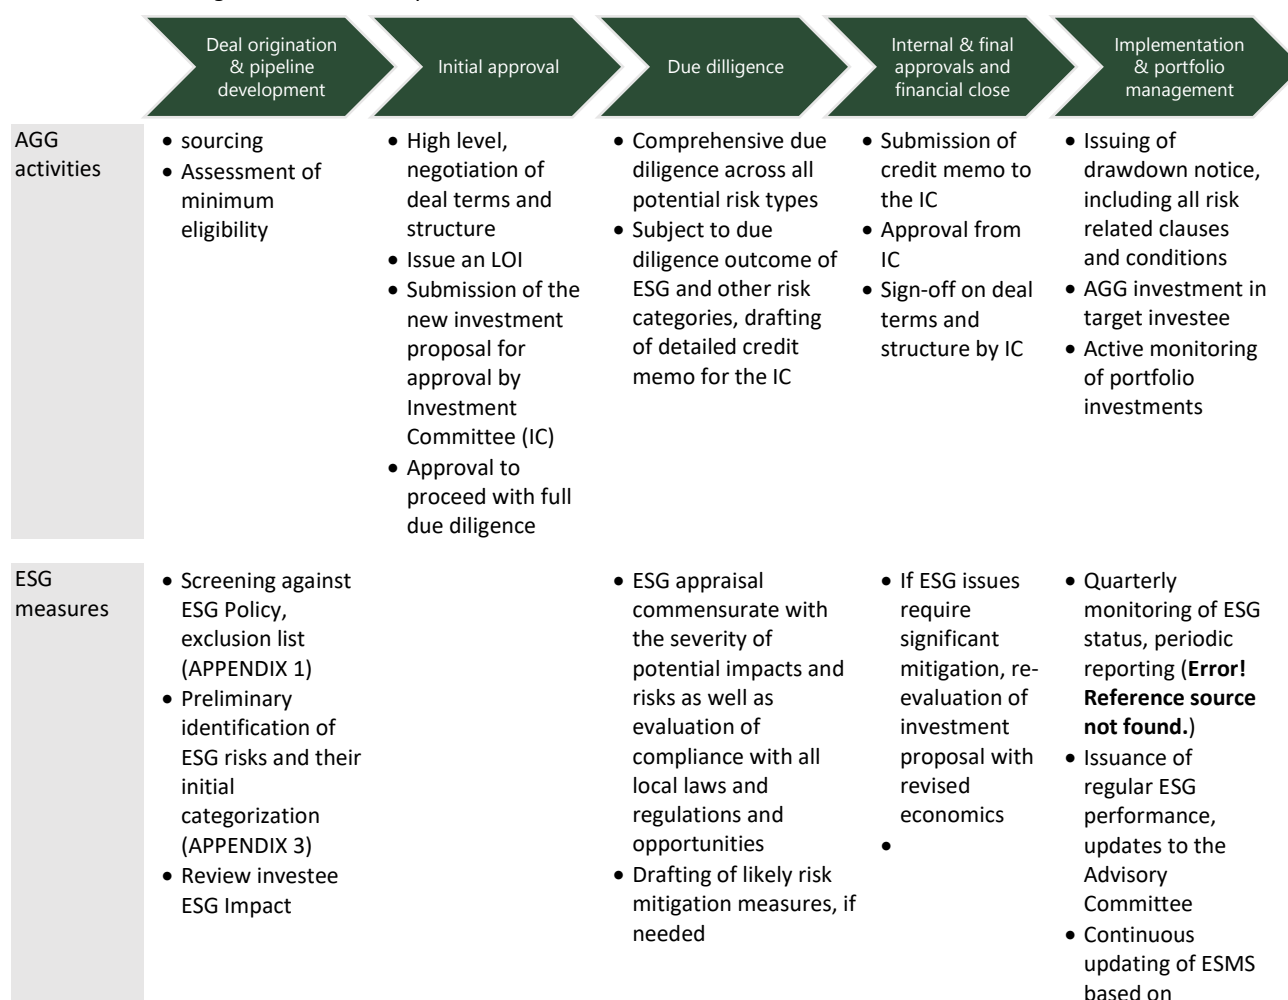 Deal origination
& pipeline
development
Initial approval
Due dilligence
Internal & final
approvals and
financial close
Implementation
& portfolio
management
AGG
activities
• sourcing
• Assessment of
minimum
eligibility
• High level,
negotiation of
deal terms and
structure
• Issue an LOI
• Submission of the
new investment
proposal for
approval by
Investment
Committee (IC)
• Approval to
proceed with full
due diligence
• Comprehensive due
diligence across all
potential risk types
• Subject to due
diligence outcome of
ESG and other risk
categories, drafting
of detailed credit
memo for the IC
• Submission of
credit memo to
the IC
• Approval from
IC
• Sign-off on deal
terms and
structure by IC
• Issuing of
drawdown notice,
including all risk
related clauses
and conditions
• AGG investment in
target investee
• Active monitoring
of portfolio
investments
ESG
measures
• Screening against
ESG Policy,
exclusion list
(APPENDIX 1)
• Preliminary
identification of
ESG risks and their
initial
categorization
(APPENDIX 3)
• Review investee
ESG Impact
• ESG appraisal
commensurate with
the severity of
potential impacts and
risks as well as
evaluation of
compliance with all
local laws and
regulations and
opportunities
• Drafting of likely risk
mitigation measures, if
needed
• If ESG issues
require
significant
mitigation, re-
evaluation of
investment
proposal with
revised
economics
•
• Quarterly
monitoring of ESG
status, periodic
reporting (Error!
Reference source
not found.)
• Issuance of
regular ESG
performance,
updates to the
Advisory
Committee
• Continuous
updating of ESMS
based on